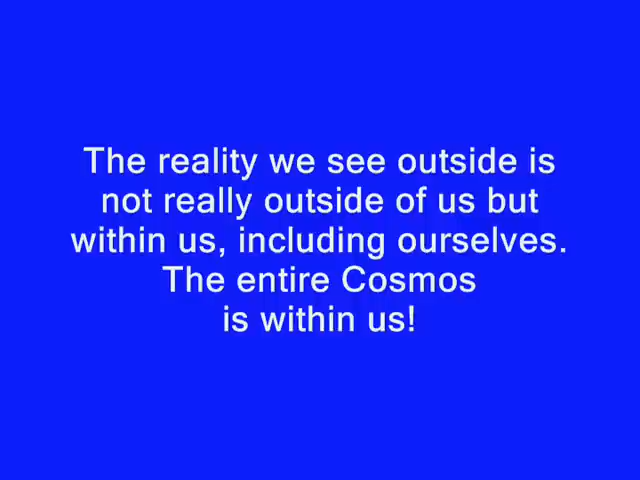 The reality we see outside is
not really outside of us but
within us, including ourselves.
The entire Cosmos
is within us!